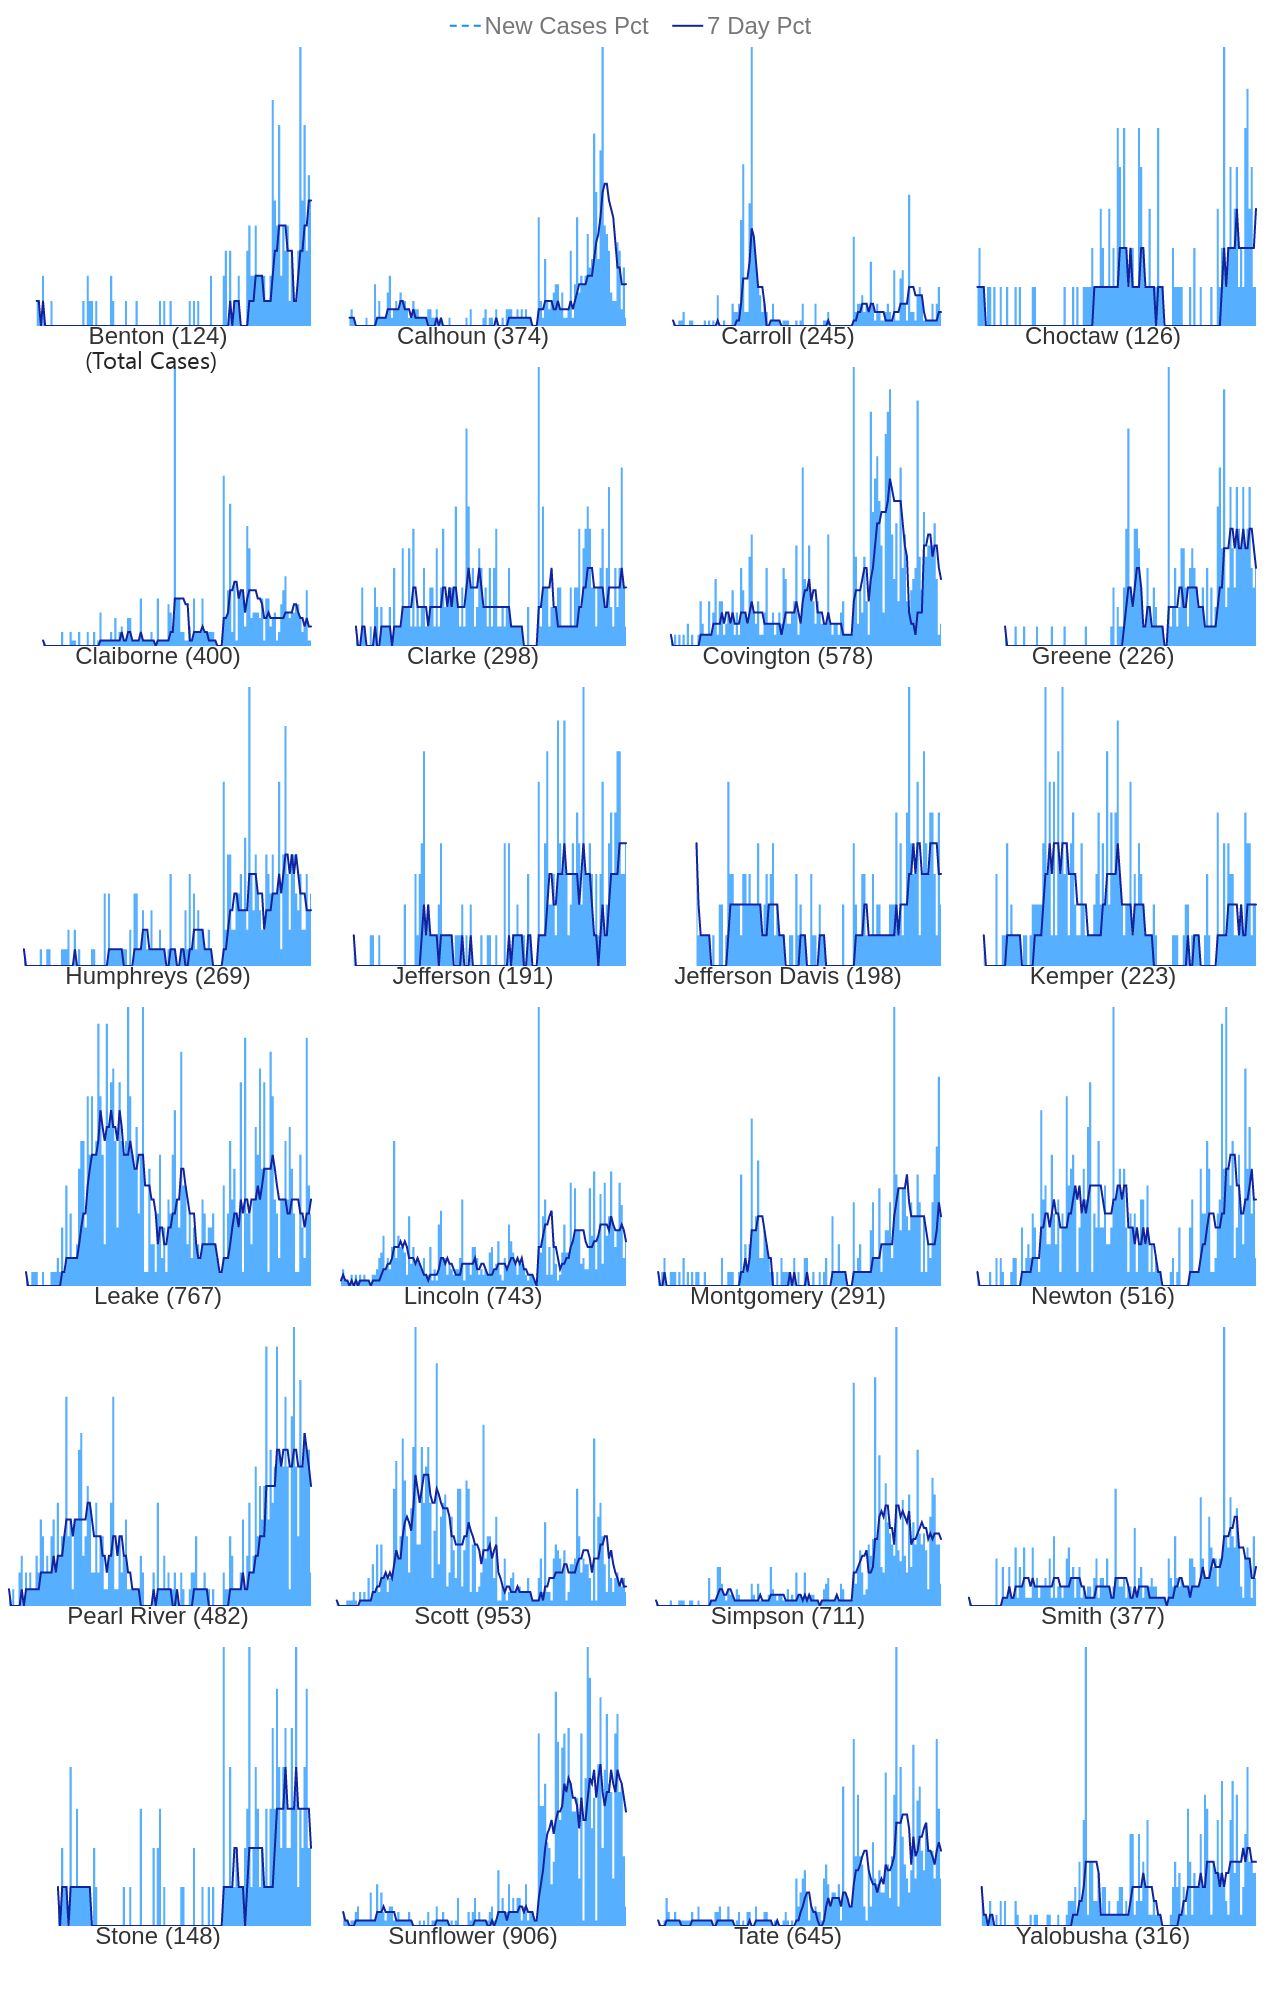 New Cases Pct 7 Day Pct
Benton (124) Calhoun (374) Carroll (245) Choctaw (126)
(Total Cases)
Claiborne (400) Clarke (298) Covington (578) Greene (226)
Humphreys (269) Jefferson (191) Jefferson Davis (198) Kemper (223)
Leake (767) Lincoln (743) Montgomery (291) Newton (516)
Pearl River (482) Scott (953) Simpson (711) Smith (377)
Stone (148) Sunflower (906) Tate (645) Yalobusha (316)